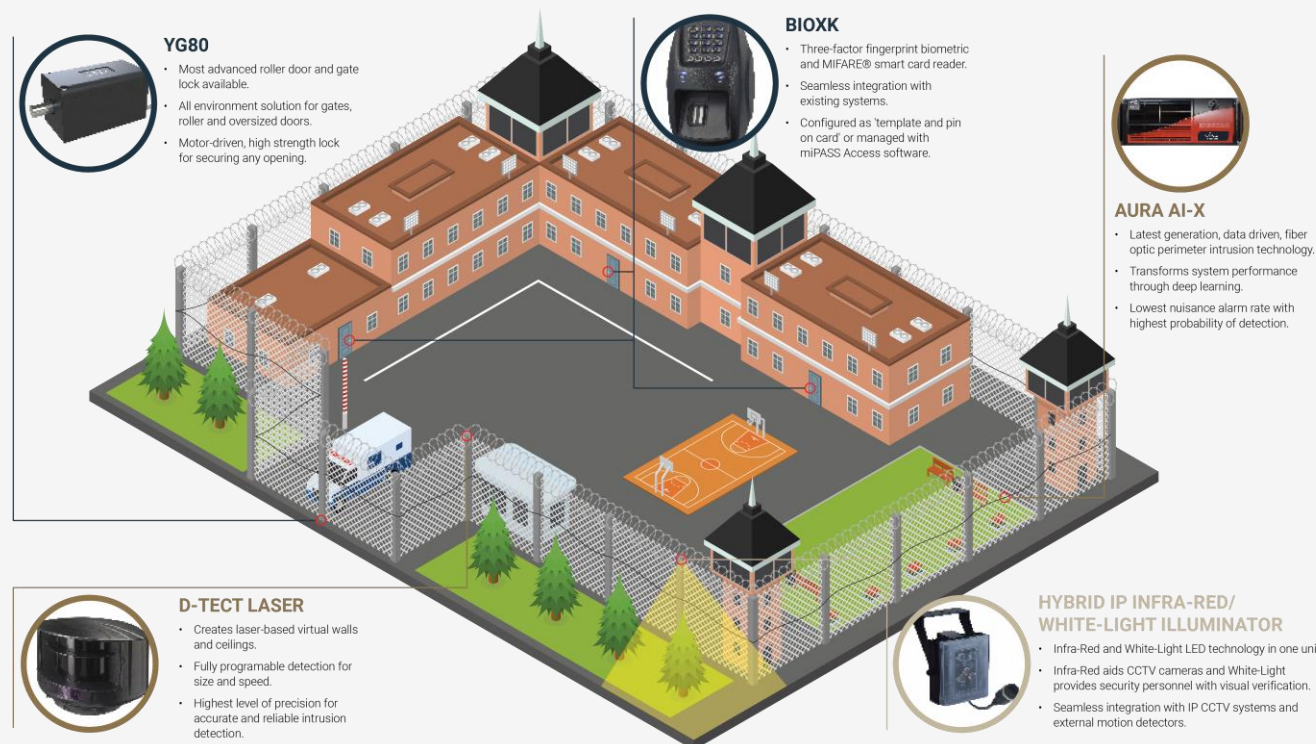 YG80
• Most advanced roller door and gate
lock available.
• All environment solution for gates,
roller and oversized doors.
• Motor-driven, high strength lock
for securing any opening.
BIOXK
• Three-factor fingerprint biometric
and MIFARE® smart card reader.
• Seamless integration with
existing systems.
• Configured as 'template and pin
on card' or managed with
miPASS Access software.
AURA AI-X
• Latest generation, data driven, fiber
optic perimeter intrusion technology.
• Transforms system performance
through deep learning.
• Lowest nuisance alarm rate with
highest probability of detection.
D-TECT LASER
• Creates laser-based virtual walls
and ceilings.
• Fully programable detection for
size and speed.
• Highest level of precision for
accurate and reliable intrusion
detection.
HYBRID IP INFRA-RED/
WHITE-LIGHT ILLUMINATOR
• Infra-Red and White-Light LED technology in one uni
• Infra-Red aids CCTV cameras and White-Light
provides security personnel with visual verification.
• Seamless integration with IP CCTV systems and
external motion detectors.